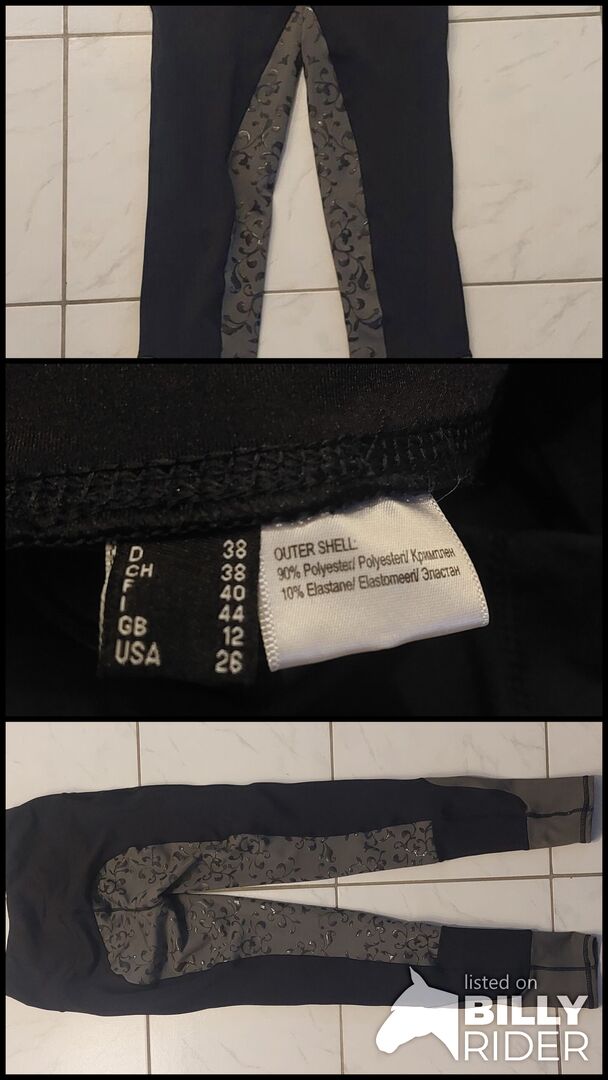 D 38
CH 38
F 40
I 44
GB 12
USA 26
OUTER SHELL:
90% Polyester/ Polyesteri/ Кримплен
10% Elastane/ Elastomeeri/ Эластан
listed on
BILLY
RIDER